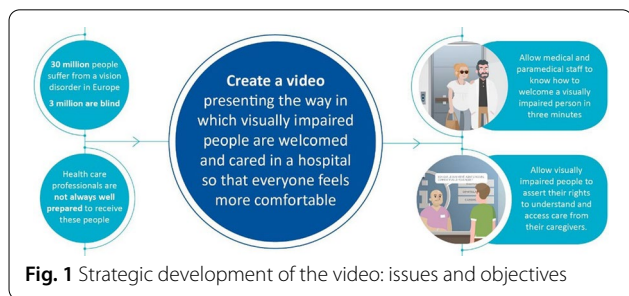 30 million people
suffer from a vision
disorder in Europe
3 million are blind
Health care
professionals are
not always well
prepared to receive
these people
Create a video
presenting the way in
which visually impaired
people are welcomed
and cared in a hospital
so that everyone feels
more comfortable
Allow medical and
paramedical staff to
know how to
welcome a visually
impaired person in
three minutes
Allow visually
impaired people to
assert their rights
to understand and
access care from
their caregivers.
Fig. 1 Strategic development of the video: issues and objectives